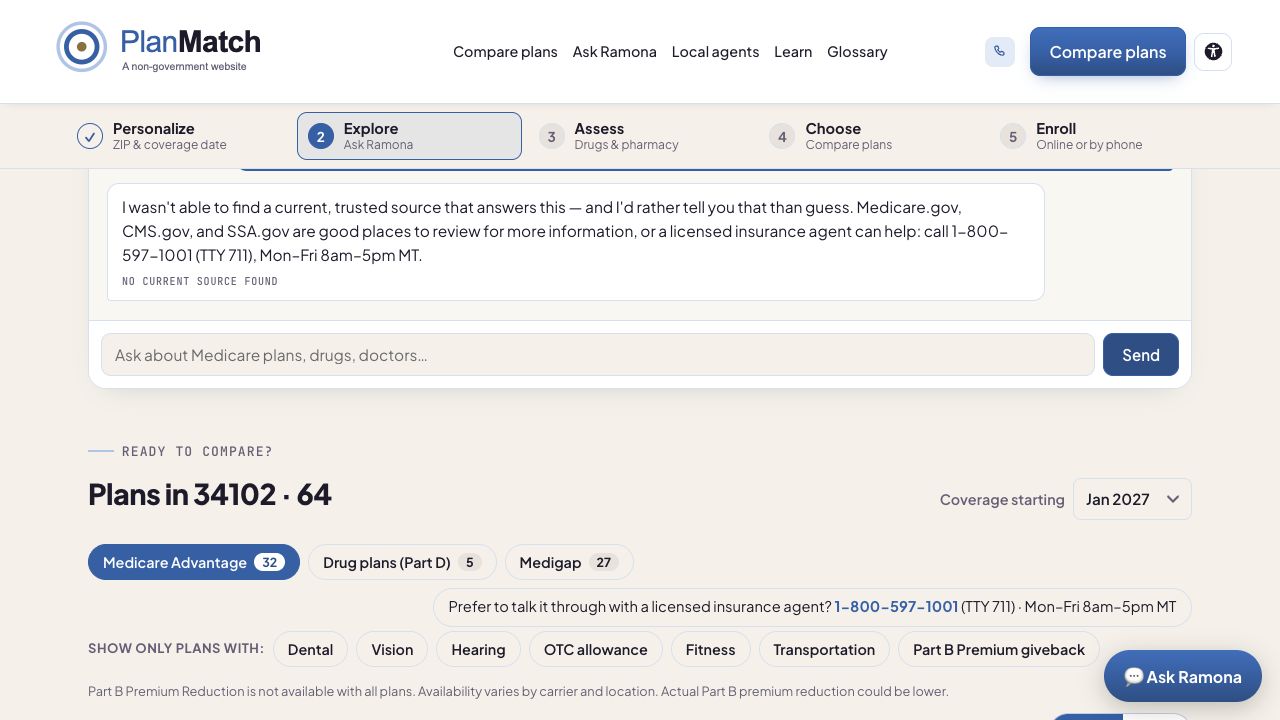 PlanMatch
A non-government website
Compare plans
Ask Ramona
Local agents
Learn
Glossary
Compare plans
Personalize
ZIP & coverage date
2
Explore
Ask Ramona
3
Assess
Drugs & pharmacy
4
Choose
Compare plans
5
Enroll
Online or by phone
I wasn't able to find a current, trusted source that answers this — and I'd rather tell you that than guess. Medicare.gov,
CMS.gov, and SSA.gov are good places to review for more information, or a licensed insurance agent can help: call 1-800-
597-1001 (TTY 711), Mon-Fri 8am-5pm MT.
NO CURRENT SOURCE FOUND
Ask about Medicare plans, drugs, doctors…
Send
READY TO COMPARE?
Plans in 34102 · 64
Coverage starting
Jan 2027
Medicare Advantage 32
Drug plans (Part D) 5
Medigap 27
Prefer to talk it through with a licensed insurance agent? 1-800-597-1001 (TTY 711) · Mon-Fri 8am-5pm MT
SHOW ONLY PLANS WITH:
Dental
Vision
Hearing
OTC allowance
Fitness
Transportation
Part B Premium giveback
Part B Premium Reduction is not available with all plans. Availability varies by carrier and location. Actual Part B premium reduction could be lower.
Ask Ramona